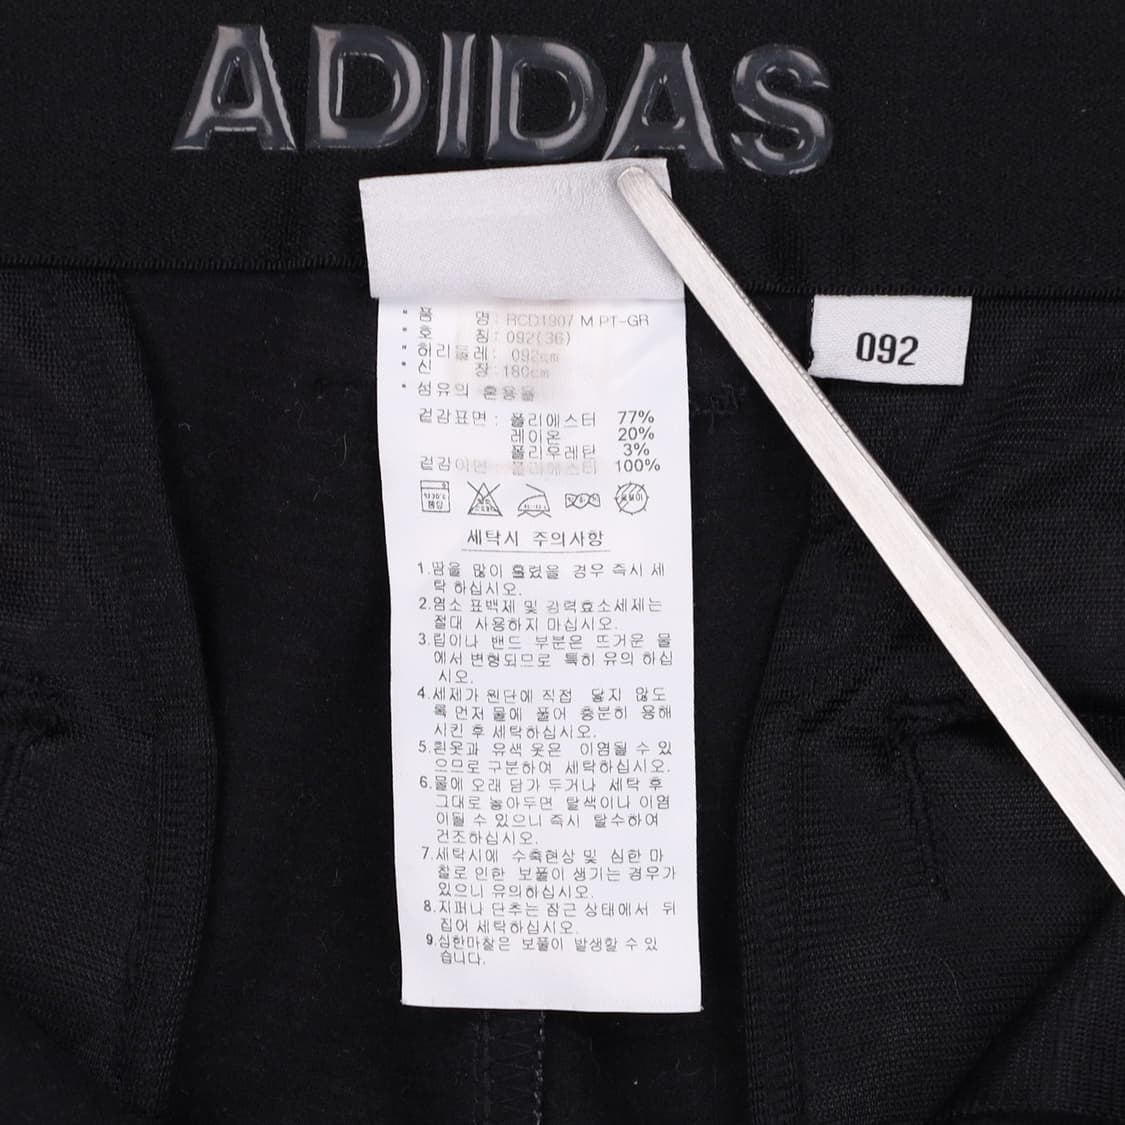 ADIDAS
092
* 품 명: RCD1907 M PT-GR
* 호 칭: 092(36)
* 허리둘레: 092cm
* 신 장: 180cm
* 섬유의 혼용율
겉감표면 : 폴리에스터 77%
레이온 20%
폴리우레탄 3%
겉감이면 폴리에스터 100%
세탁시 주의사항
1.땀을 많이 흘렸을 경우 즉시 세
탁 하십시오.
2.염소 표백제 및 강력효소세제는
절대 사용하지 마십시오.
3.립이나 밴드 부분은 뜨거운 물
에서 변형되므로 특히 유의 하십
시오.
4.세제가 원단에 직접 닿지 않도
록 먼저 물에 풀어 충분히 용해
시킨 후 세탁하십시오.
5.흰옷과 유색 옷은 이염될 수 있
으므로 구분하여 세탁하십시오.
6.물에 오래 담가 두거나 세탁 후
그대로 놓아두면 탈색이나 이염
이될 수 있으니 즉시 탈수하여
건조하십시오.
7.세탁시에 수축현상 및 심한 마
찰로 인한 보풀이 생기는 경우가
있으니 유의하십시오.
8.지퍼나 단추는 잠근 상태에서 뒤
집어 세탁하십시오.
9.심한마찰은 보풀이 발생할 수 있
습니다.